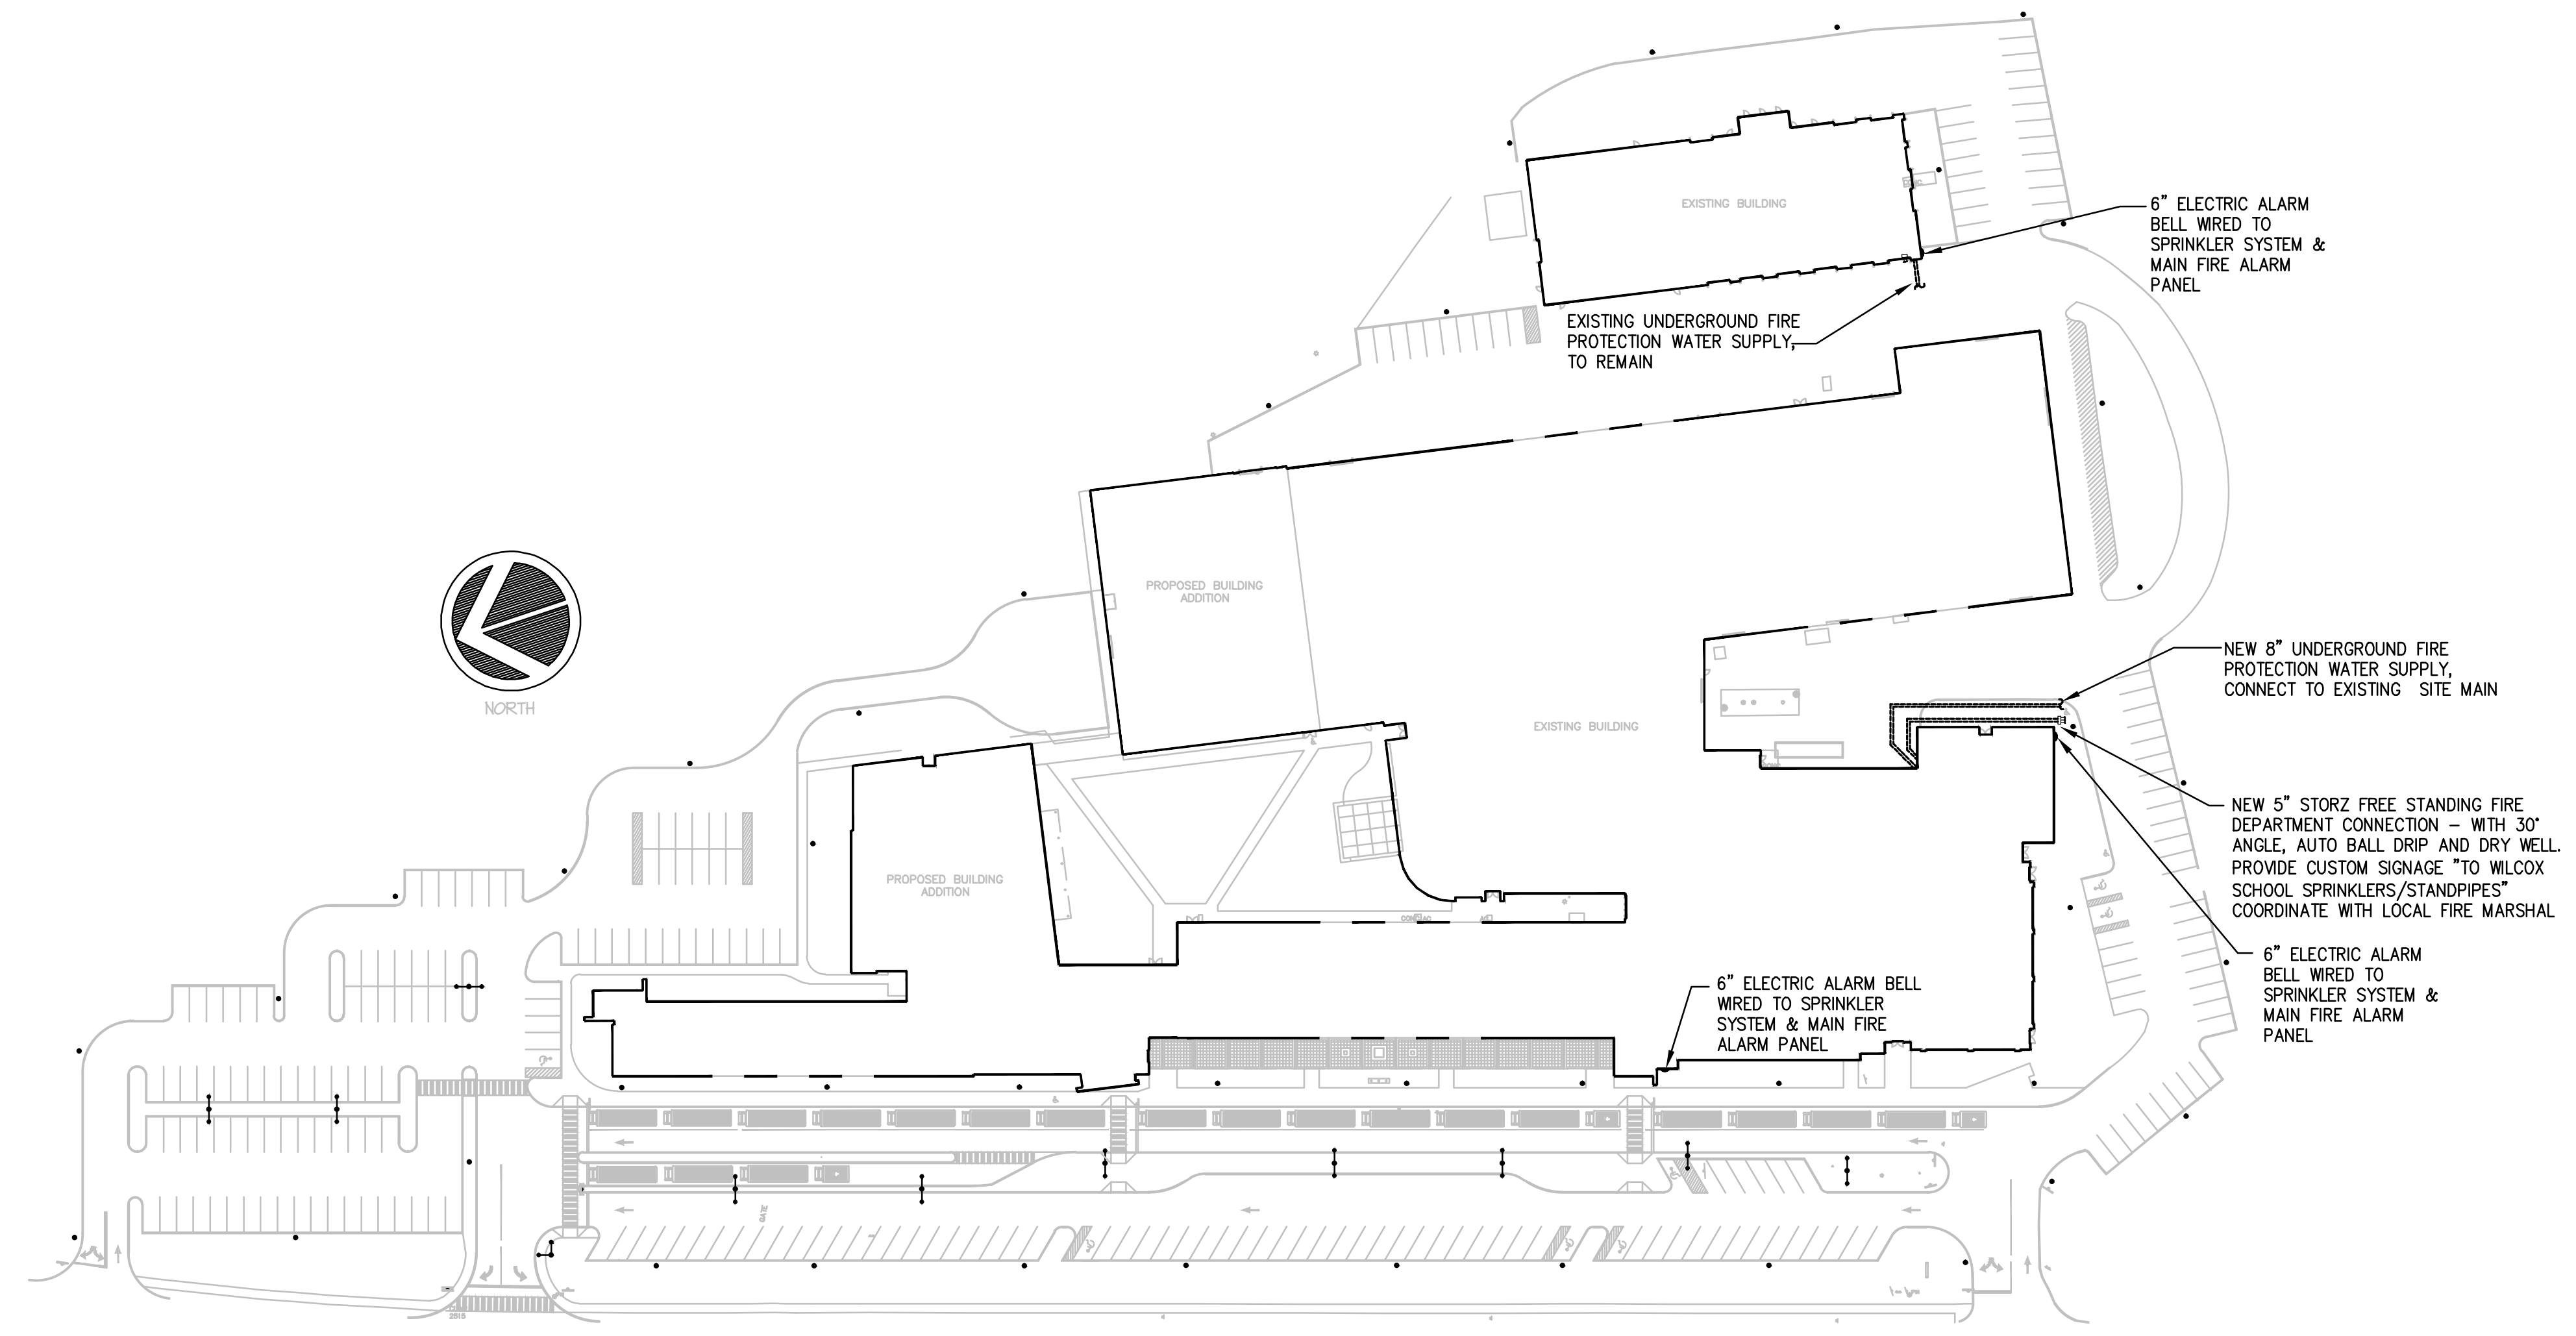 EXISTING BUILDING
6" ELECTRIC ALARM
BELL WIRED TO
SPRINKLER SYSTEM &
MAIN FIRE ALARM
PANEL
EXISTING UNDERGROUND FIRE
PROTECTION WATER SUPPLY,
TO REMAIN
PROPOSED BUILDING
ADDITION
NORTH
NEW 8" UNDERGROUND FIRE
PROTECTION WATER SUPPLY,
CONNECT TO EXISTING SITE MAIN
EXISTING BUILDING
NEW 5" STORZ FREE STANDING FIRE
DEPARTMENT CONNECTION – WITH 30°
ANGLE, AUTO BALL DRIP AND DRY WELL.
PROVIDE CUSTOM SIGNAGE "TO WILCOX
SCHOOL SPRINKLERS/STANDPIPES"
COORDINATE WITH LOCAL FIRE MARSHAL
PROPOSED BUILDING
ADDITION
6" ELECTRIC ALARM
BELL WIRED TO
SPRINKLER SYSTEM &
MAIN FIRE ALARM
PANEL
6" ELECTRIC ALARM BELL
WIRED TO SPRINKLER
SYSTEM & MAIN FIRE
ALARM PANEL
GATE